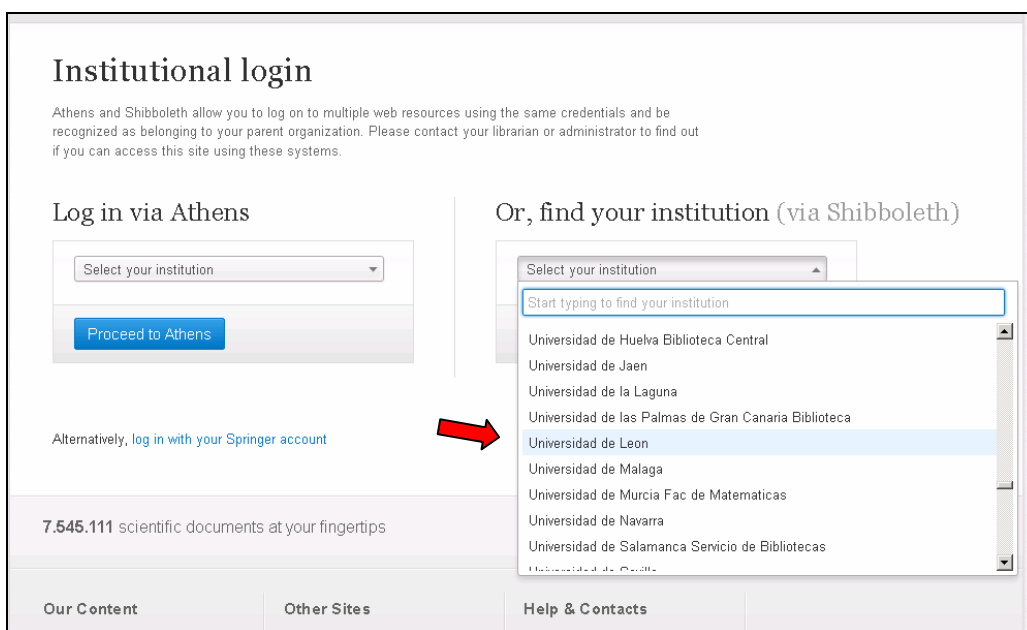 Institutional login
Athens and Shibboleth allow you to log on to multiple web resources using the same credentials and be
recognized as belonging to your parent organization. Please contact your librarian or administrator to find out
if you can access this site using these systems.
Log in via Athens
Select your institution
Proceed to Athens
Alternatively, log in with your Springer account
Or, find your institution (via Shibboleth)
Select your institution
Start typing to find your institution
Universidad de Huelva Biblioteca Central
Universidad de Jaen
Universidad de la Laguna
Universidad de las Palmas de Gran Canaria Biblioteca
Universidad de Leon
Universidad de Malaga
Universidad de Murcia Fac de Matematicas
Universidad de Navarra
Universidad de Salamanca Servicio de Bibliotecas
Universidad de Sevilla
7.545.111 scientific documents at your fingertips
Our Content
Other Sites
Help & Contacts